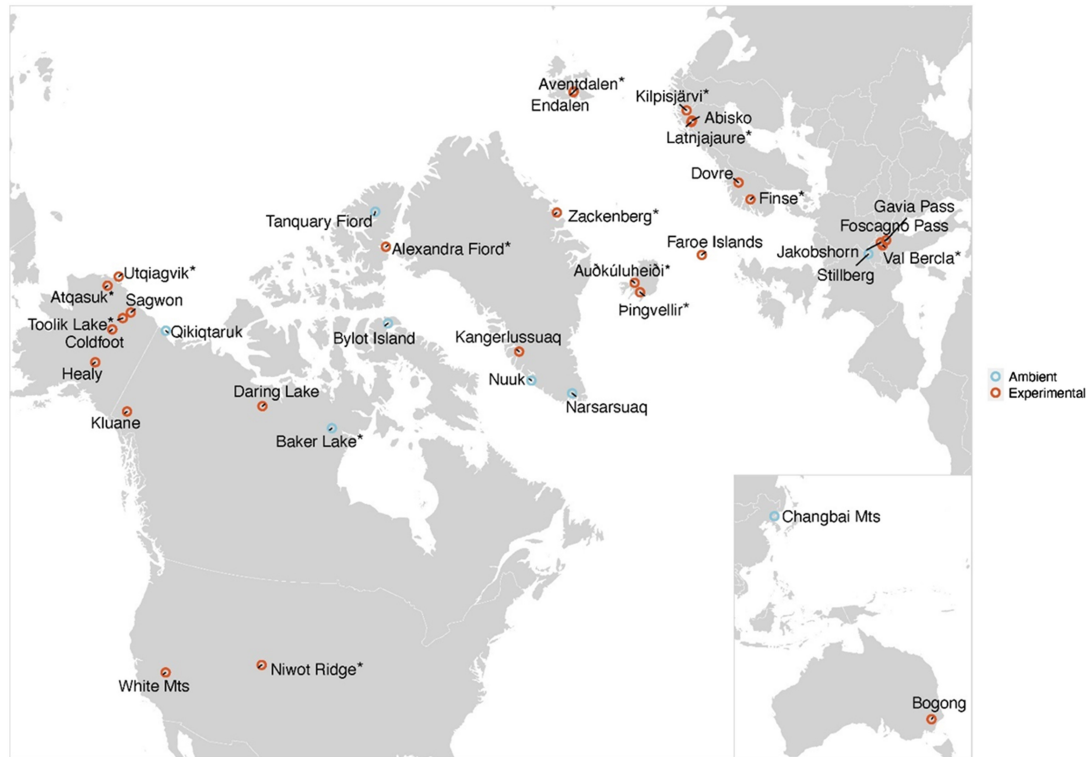 Aventdalen*
Endalen
Kilpisjärvi*
Abisko
Latnjajaure*
Dovre
Finse*
Gavia Pass
Foscagno Pass
Jakobshorn
Val Bercla*
Stillberg
Tanquary Fiord
Zackenberg*
Alexandra Fiord*
Faroe Islands
Auðkúluheiði*
Þingvellir*
Utqiagvik*
Atqasuk*
Sagwon
Toolik Lake*
Qikiqtaruk
Coldfoot
Healy
Bylot Island
Kangerlussuaq
Nuuk
Narsarsuaq
Daring Lake
Kluane
Baker Lake*
Ambient
Experimental
Changbai Mts
White Mts
Niwot Ridge*
Bogong